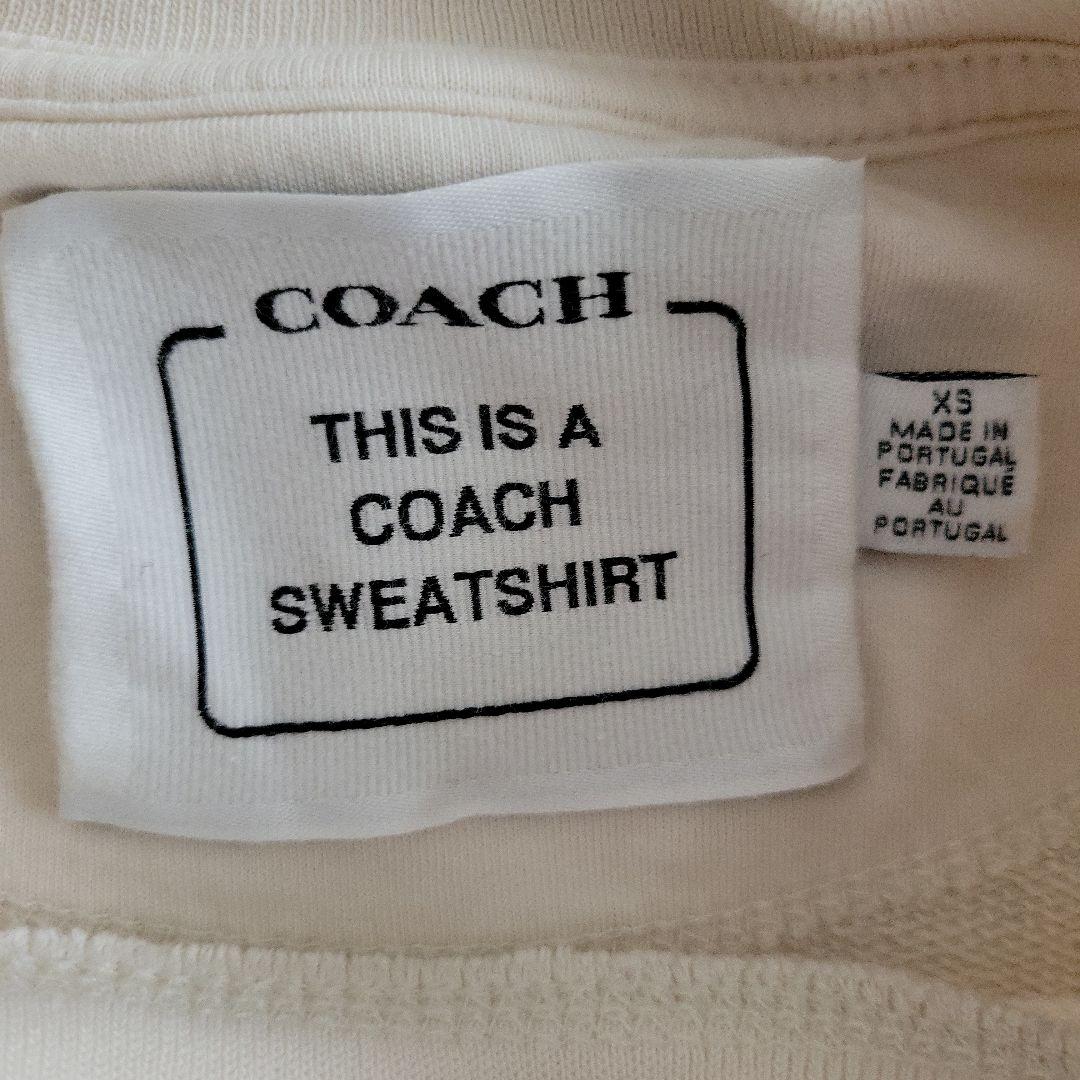 COACH
THIS IS A
COACH
SWEATSHIRT
XS
MADE IN
PORTUGAL
FABRIQUÉ
AU
PORTUGAL